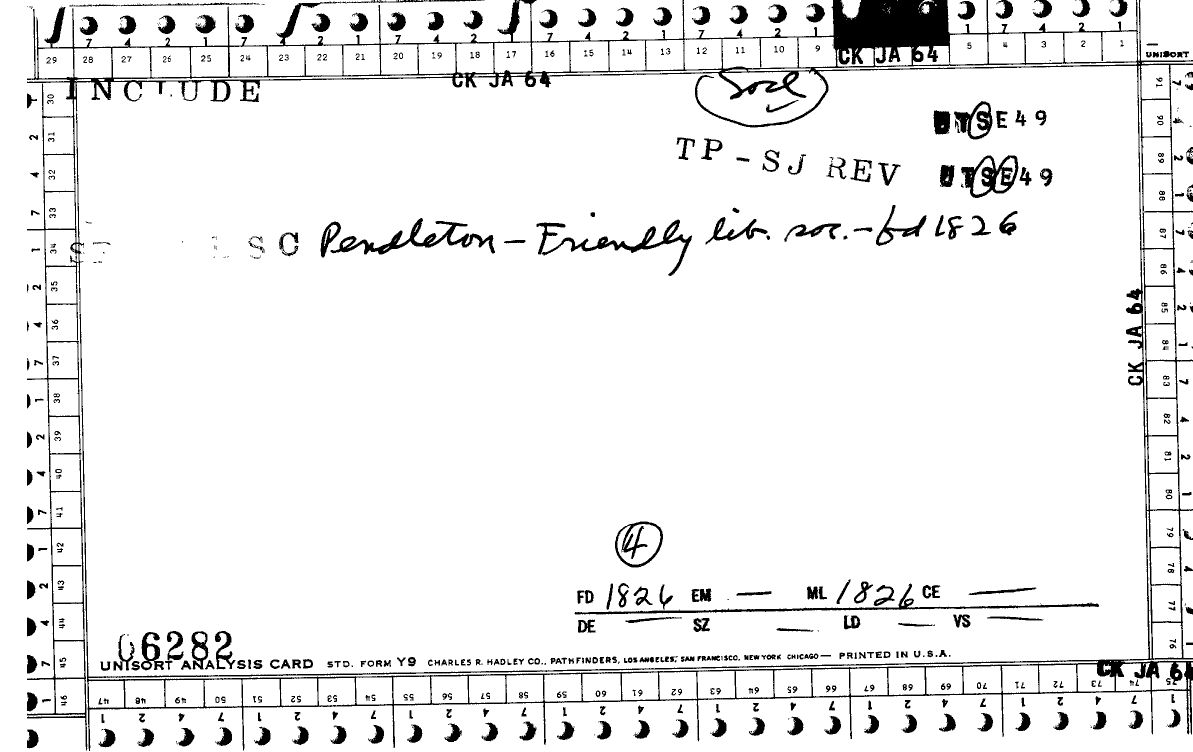 7 4 2 1 7 4 2 1 7 4 2 1 7 4 2 1 7 4 2 1
29 28 27 26 25 24 23 22 21 20 19 18 17 16 15 14 13 12 11 10 9 5 4 3 2 1 UNISORT
CK JA 64 CK JA 64
INCLUDE
Socl
UTSE49
TP-SJ REV
UTSE49
SC Pendleton - Friendly lib. soc. - fd 1826
CK JA 64
4
FD 1826 EM — ML 1826 CE —
DE — SZ — LD — VS —
06282
UNISORT ANALYSIS CARD STD. FORM Y9 CHARLES R. HADLEY CO., PATHFINDERS, LOS ANGELES, SAN FRANCISCO, NEW YORK CHICAGO — PRINTED IN U.S.A.
CK JA 64
30 31 32 33 34 35 36 37 38 39 40 41 42 43 44 45 46
47 48 49 50 51 52 53 54 55 56 57 58 59 60 61 62 63 64 65 66 67 68 69 70 71 72 73 74 75
76 77 78 79 80 81 82 83 84 85 86 87 88 89 90 91